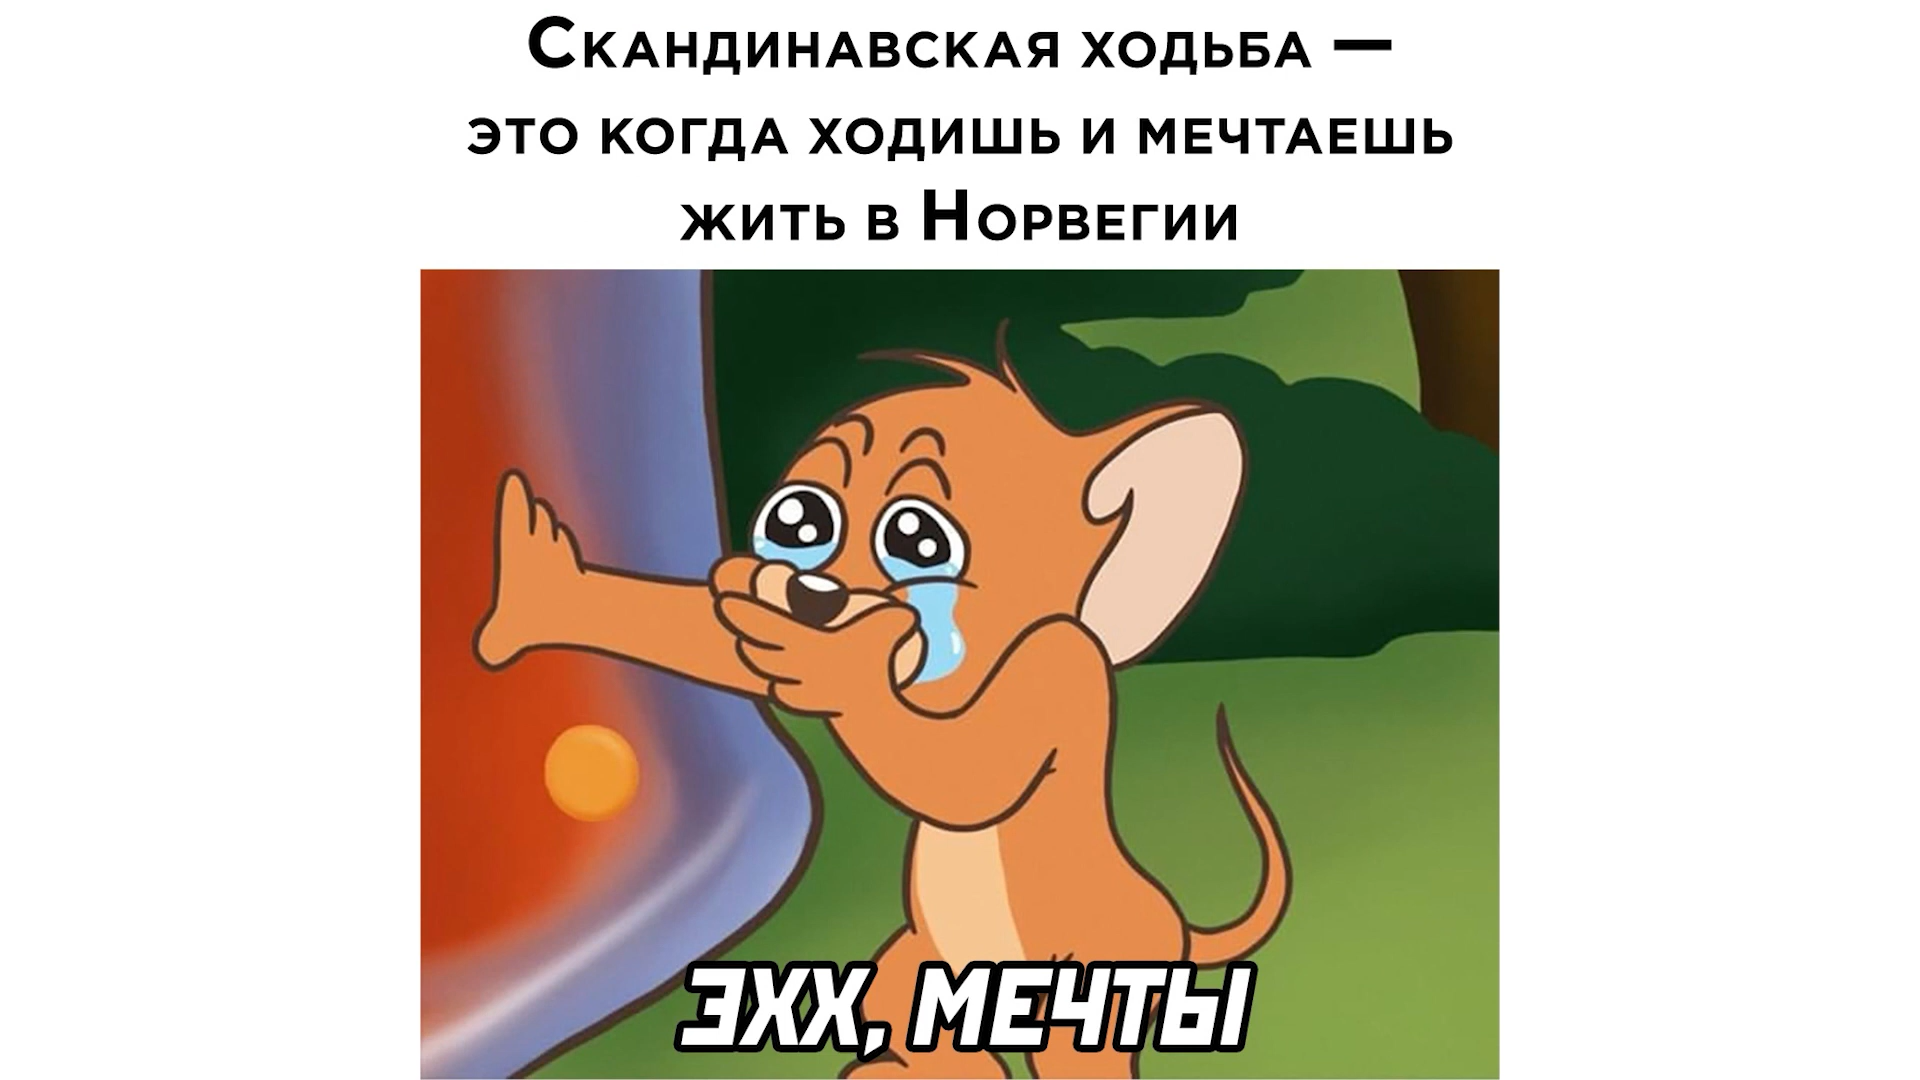 Скандинавская ходьба —
это когда ходишь и мечтаешь
жить в Норвегии
ЭХХ, МЕЧТЫ